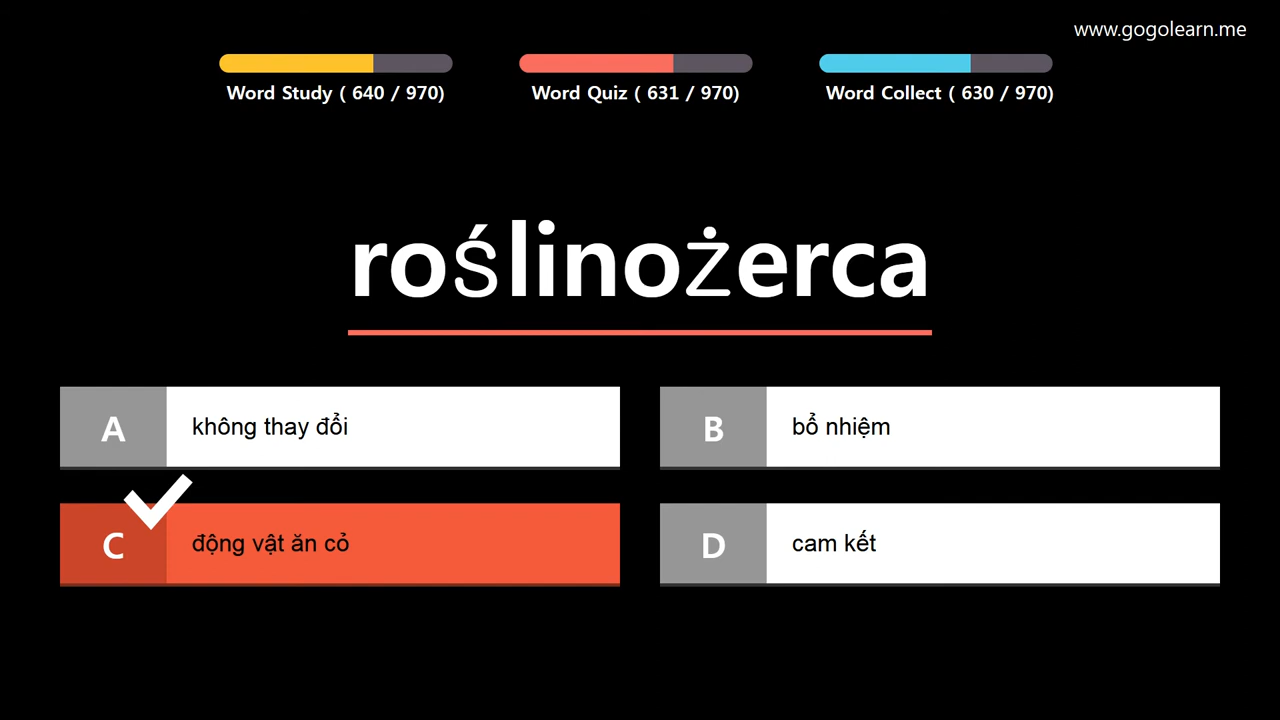 www.gogolearn.me
Word Study ( 640 / 970)
Word Quiz ( 631 / 970)
Word Collect ( 630 / 970)
roślinożerca
A không thay đổi
B bổ nhiệm
C động vật ăn cỏ
D cam kết